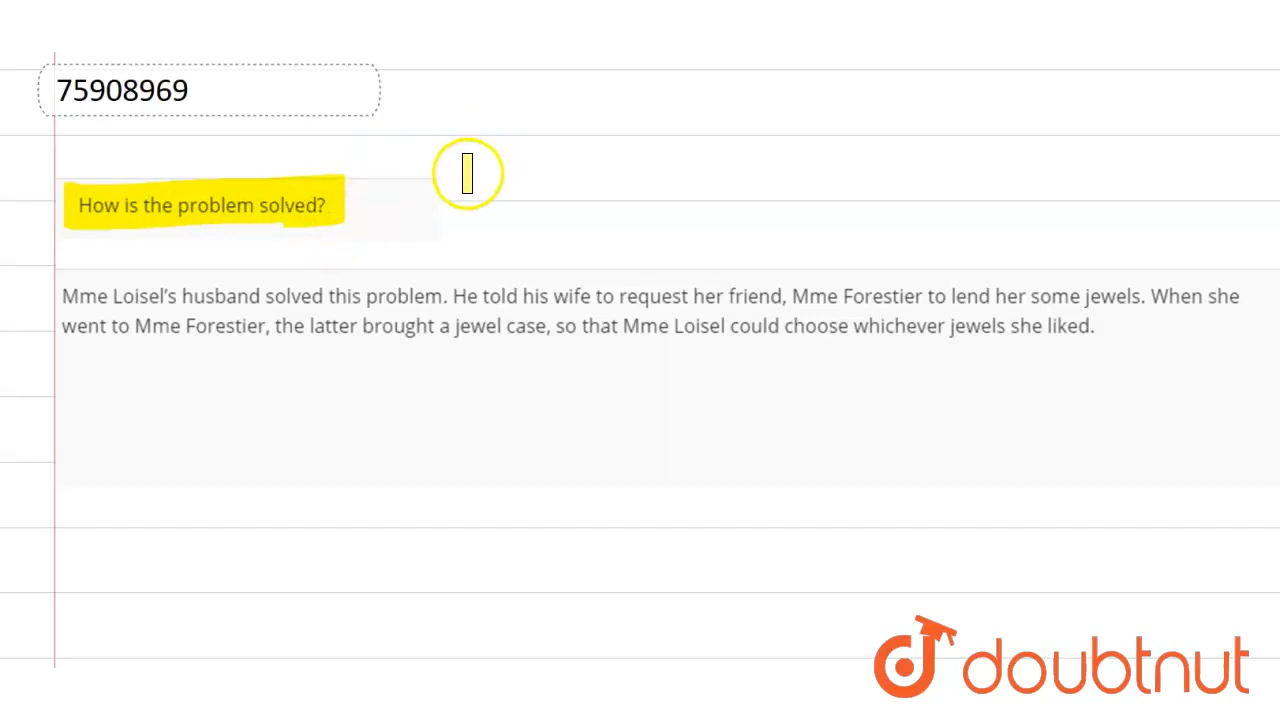 75908969
How is the problem solved?
Mme Loisel’s husband solved this problem. He told his wife to request her friend, Mme Forestier to lend her some jewels. When she
went to Mme Forestier, the latter brought a jewel case, so that Mme Loisel could choose whichever jewels she liked.
doubtnut